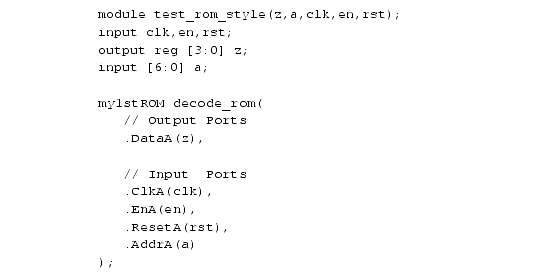 module test_rom_style(z,a,clk,en,rst);
input clk,en,rst;
output reg [3:0] z;
input [6:0] a;
my1stROM decode_rom(
// Output Ports
.DataA(z),
// Input Ports
.ClkA(clk),
.EnA(en),
.ResetA(rst),
.AddrA(a)
);